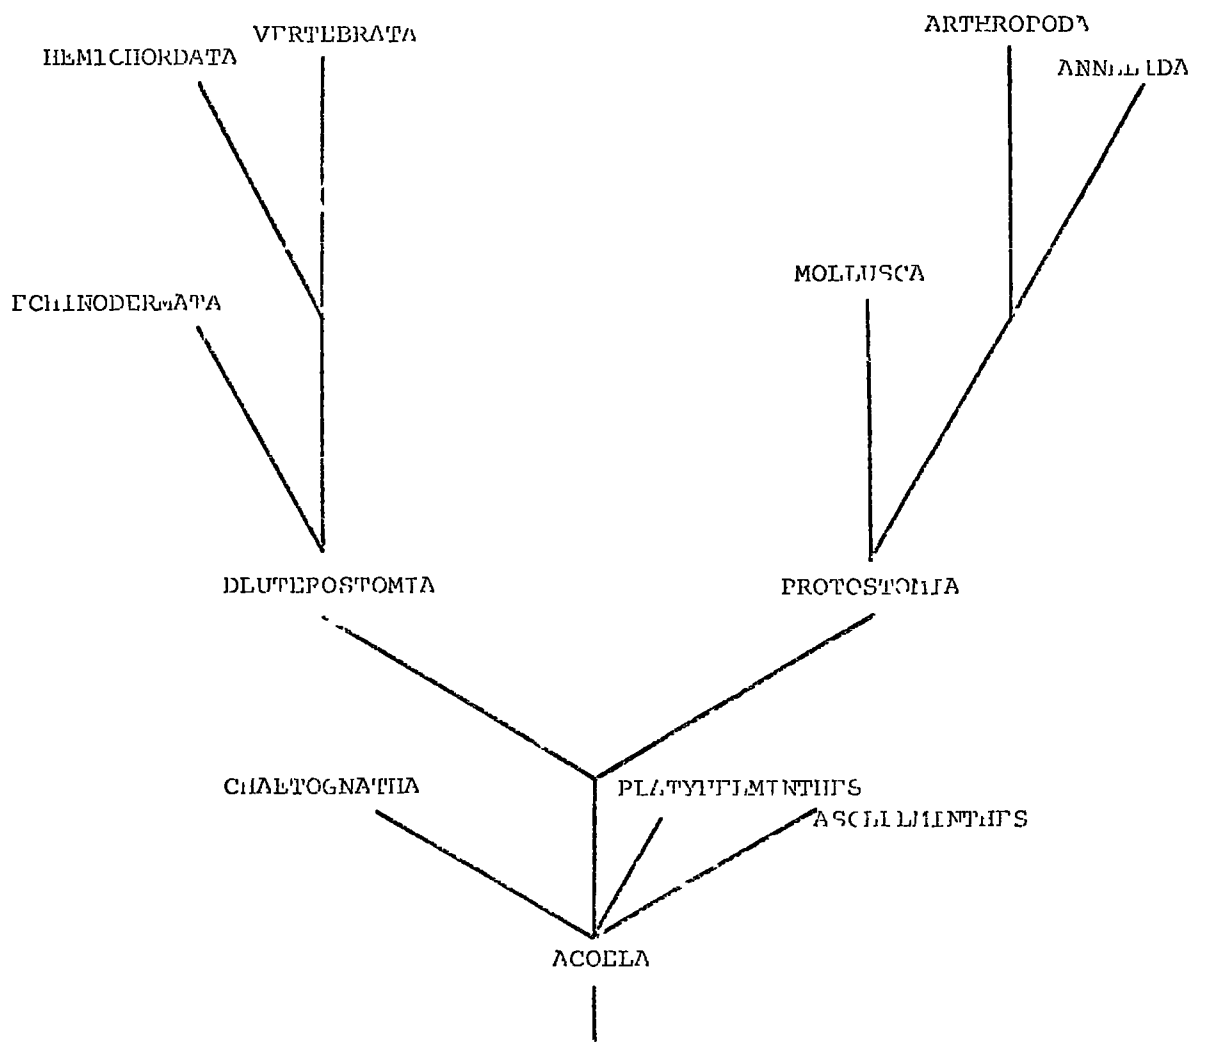 VERTEBRATA
HEMICHORDATA
ARTHROPODA
ANNELIDA
MOLLUSCA
ECHINODERMATA
DEUTEROSTOMIA
PROTOSTOMIA
CHAETOGNATHA
PLATYHELMINTHES
ASCHELMINTHES
ACOELA